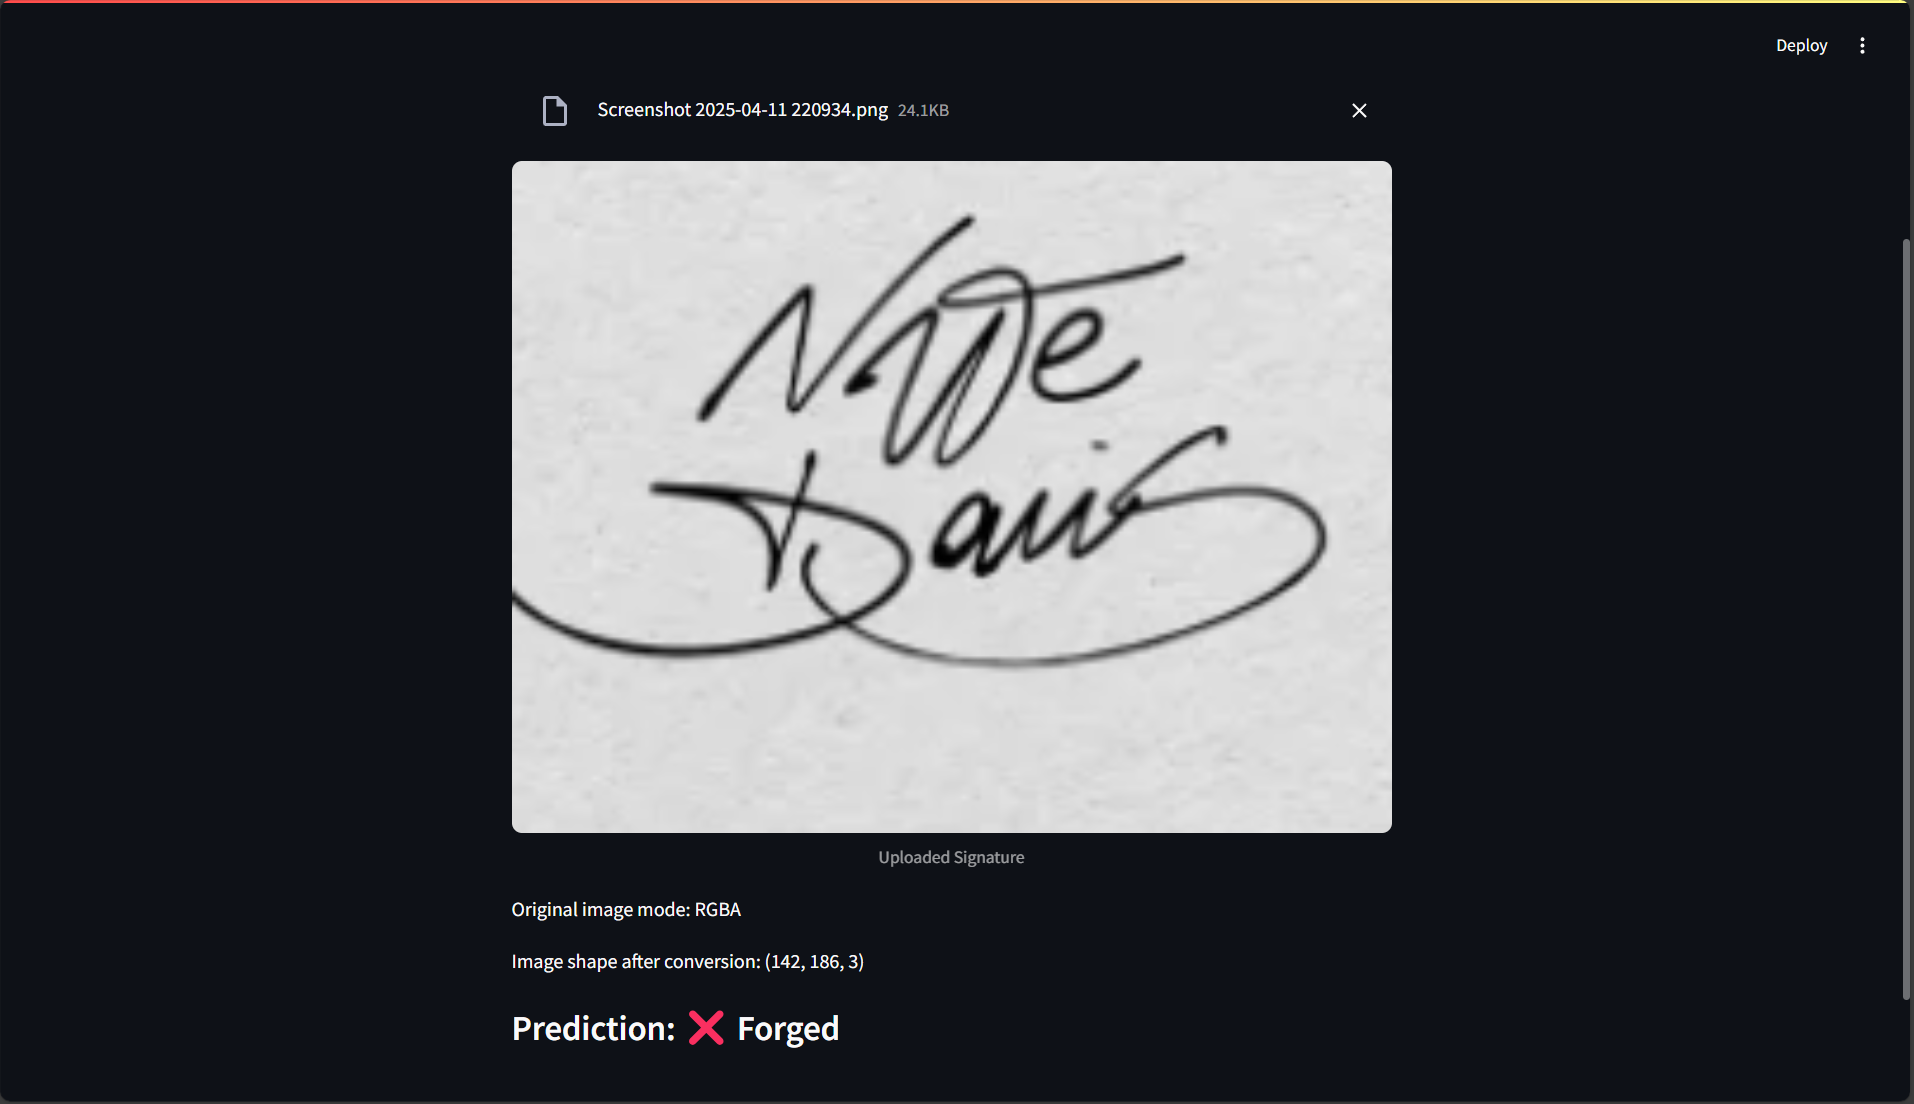 Deploy
Screenshot 2025-04-11 220934.png 24.1KB
Davis
Uploaded Signature
Original image mode: RGBA
Image shape after conversion: (142, 186, 3)
Prediction: ❌ Forged